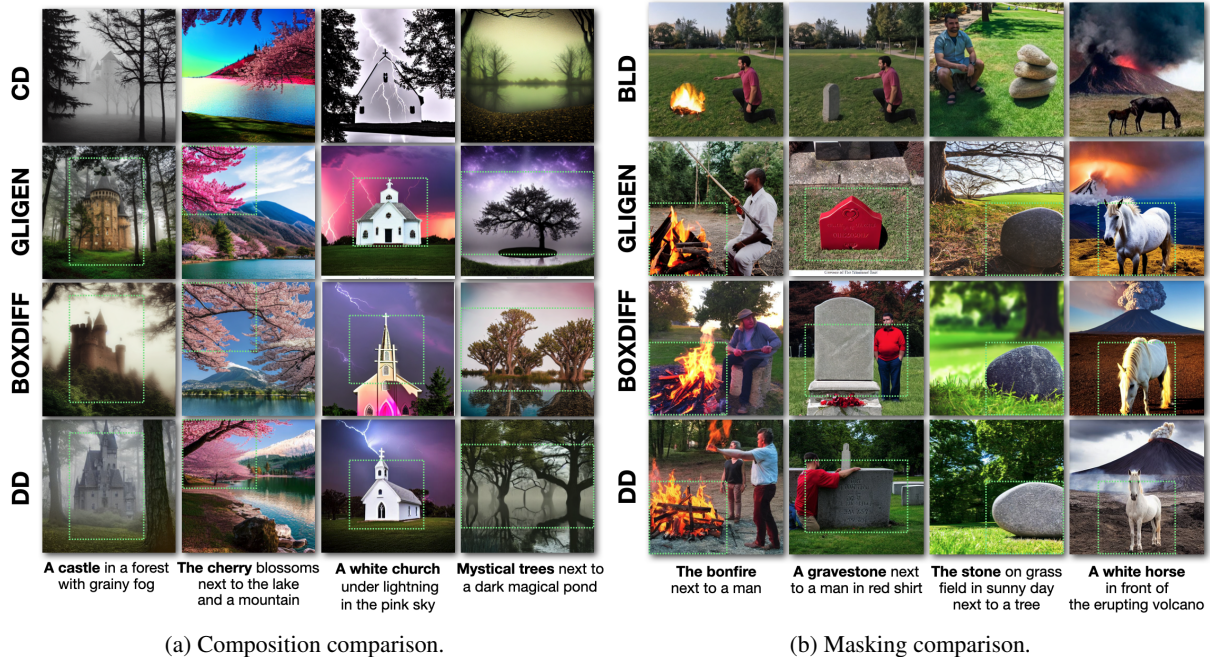 CD
GLIGEN
BOXDIFF
DD
A castle in a forest
with grainy fog
The cherry blossoms
next to the lake
and a mountain
A white church
under lightning
in the pink sky
Mystical trees next to
a dark magical pond
(a) Composition comparison.
BLD
GLIGEN
BOXDIFF
DD
The bonfire
next to a man
A gravestone next
to a man in red shirt
The stone on grass
field in sunny day
next to a tree
A white horse
in front of
the erupting volcano
(b) Masking comparison.